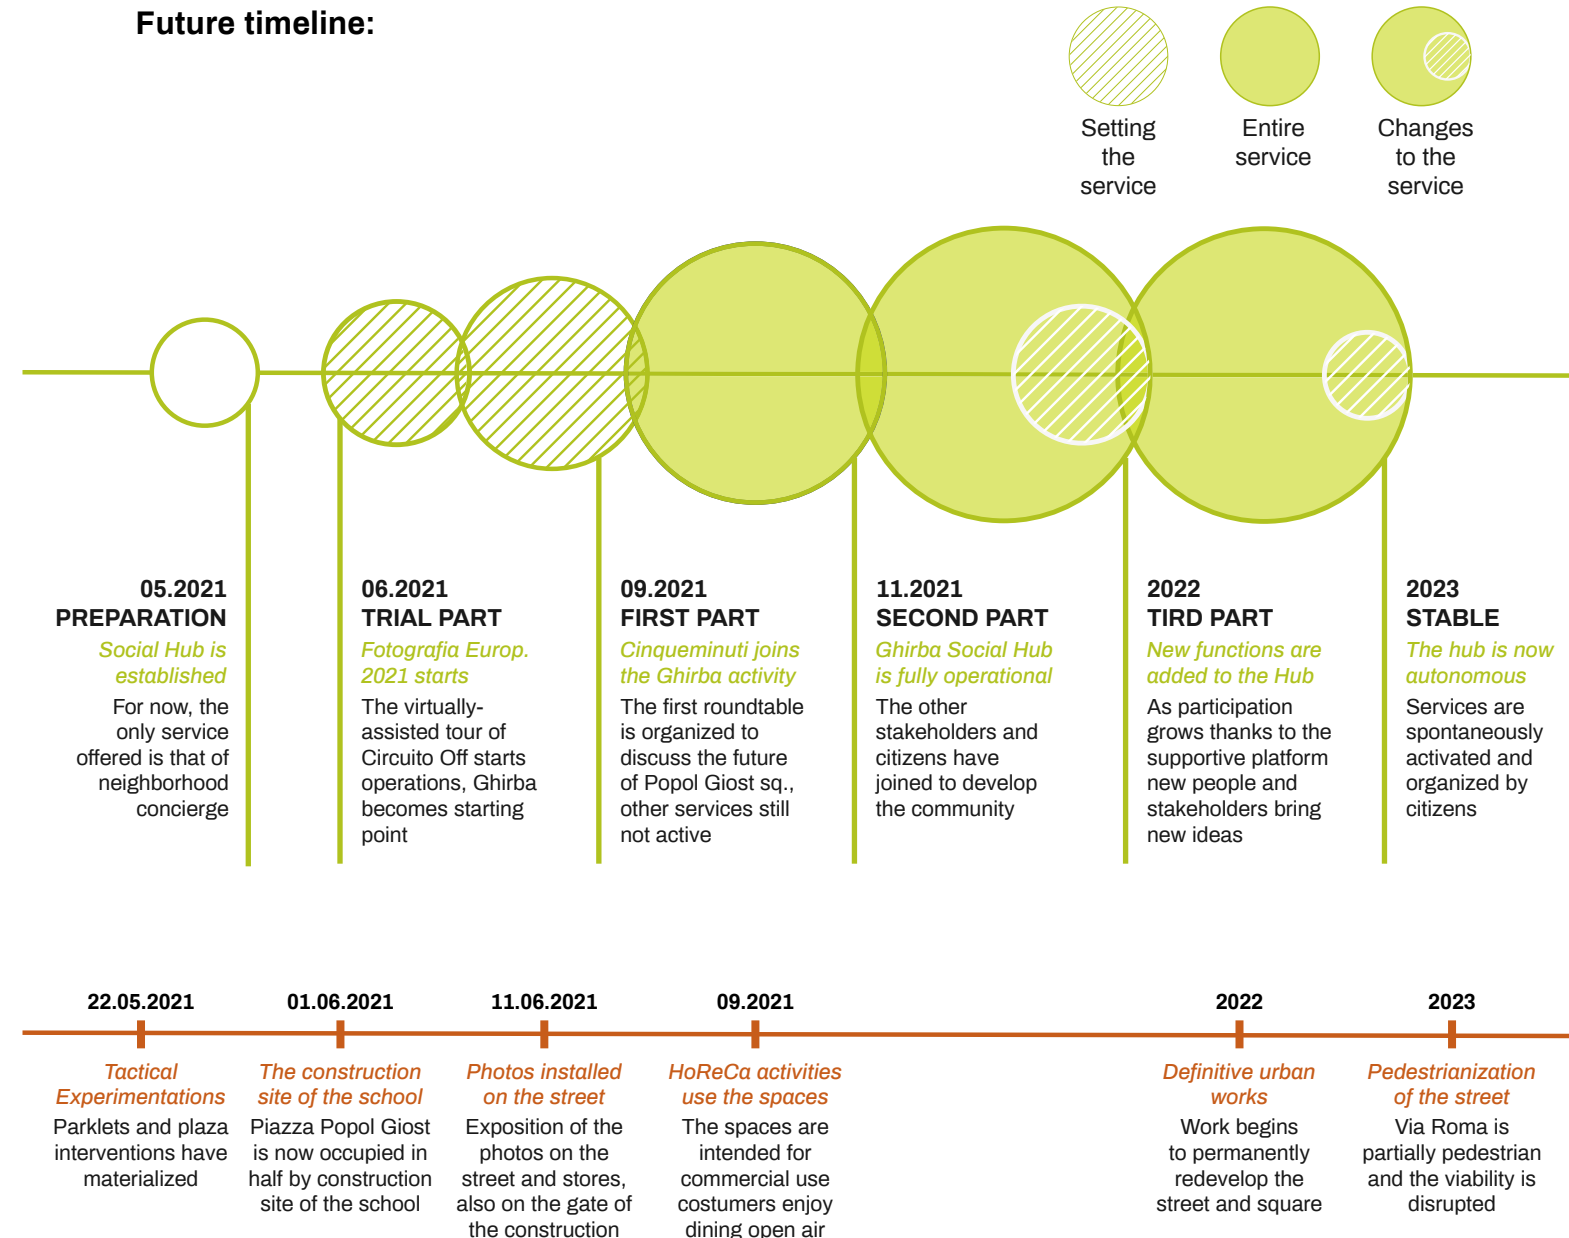 Future timeline:
Setting
the
service
Entire
service
Changes
to the
service
05.2021
PREPARATION
Social Hub is
established
For now, the
only service
offered is that of
neighborhood
concierge
06.2021
TRIAL PART
Fotografia Europ.
2021 starts
The virtually-
assisted tour of
Circuito Off starts
operations, Ghirba
becomes starting
point
09.2021
FIRST PART
Cinqueminuti joins
the Ghirba activity
The first roundtable
is organized to
discuss the future
of Popol Giost sq.,
other services still
not active
11.2021
SECOND PART
Ghirba Social Hub
is fully operational
The other
stakeholders and
citizens have
joined to develop
the community
2022
TIRD PART
New functions are
added to the Hub
As participation
grows thanks to the
supportive platform
new people and
stakeholders bring
new ideas
2023
STABLE
The hub is now
autonomous
Services are
spontaneously
activated and
organized by
citizens
22.05.2021
Tactical
Experimentations
Parklets and plaza
interventions have
materialized
01.06.2021
The construction
site of the school
Piazza Popol Giost
is now occupied in
half by construction
site of the school
11.06.2021
Photos installed
on the street
Exposition of the
photos on the
street and stores,
also on the gate of
the construction
09.2021
HoReCa activities
use the spaces
The spaces are
intended for
commercial use
costumers enjoy
dining open air
2022
Definitive urban
works
Work begins
to permanently
redevelop the
street and square
2023
Pedestrianization
of the street
Via Roma is
partially pedestrian
and the viability is
disrupted